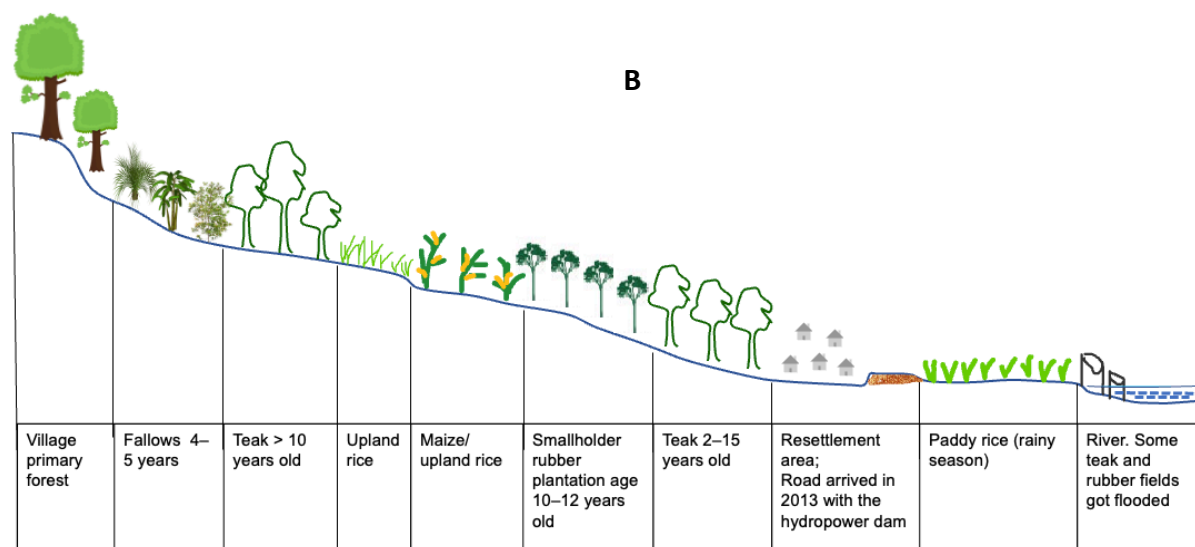 B
Village
primary
forest
Fallows 4–
5 years
Teak > 10
years old
Upland
rice
Maize/
upland rice
Smallholder
rubber
plantation age
10–12 years
old
Teak 2–15
years old
Resettlement
area;
Road arrived in
2013 with the
hydropower dam
Paddy rice (rainy
season)
River. Some
teak and
rubber fields
got flooded